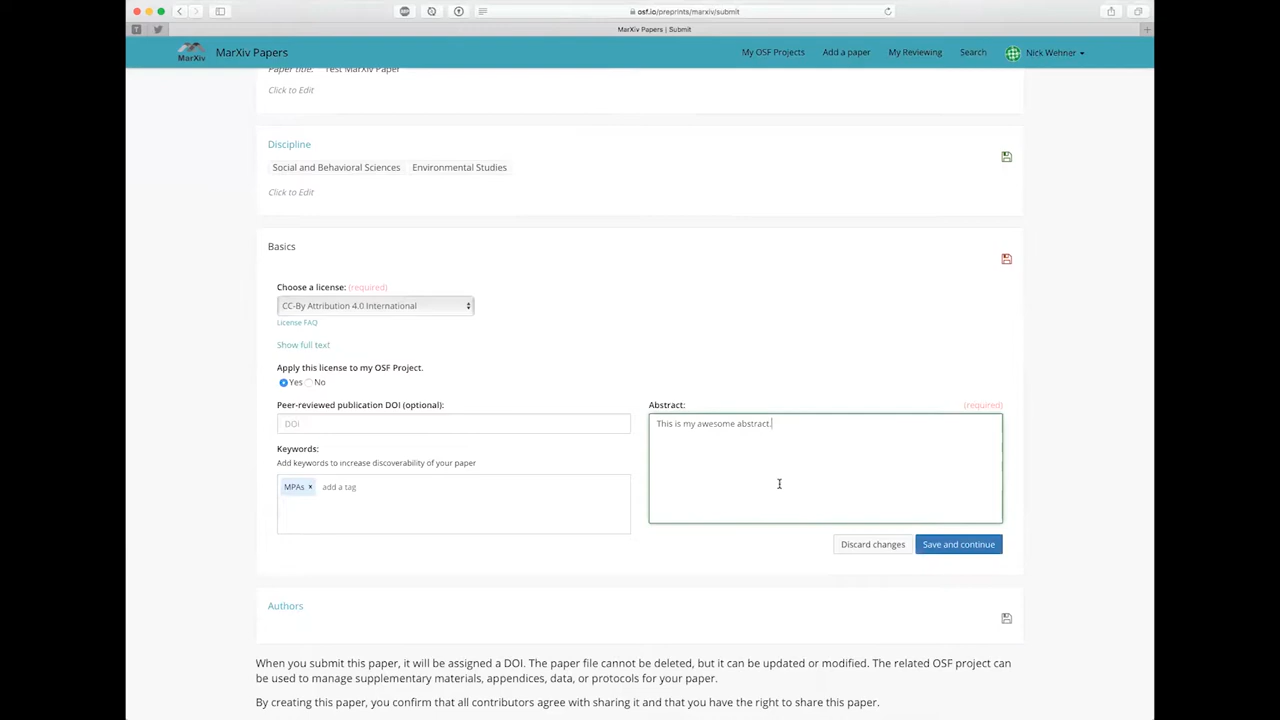 osf.io/preprints/marxiv/submit
MarXiv Papers | Submit
MarXiv
MarXiv Papers
My OSF Projects
Add a paper
My Reviewing
Search
Nick Wehner
Paper title: Test MarXiv Paper
Click to Edit
Discipline
Social and Behavioral Sciences Environmental Studies
Click to Edit
Basics
Choose a license: (required)
CC-By Attribution 4.0 International
License FAQ
Show full text
Apply this license to my OSF Project.
Yes No
Peer-reviewed publication DOI (optional):
DOI
Keywords:
Add keywords to increase discoverability of your paper
MPAs × add a tag
Abstract: (required)
This is my awesome abstract.
Discard changes Save and continue
Authors
When you submit this paper, it will be assigned a DOI. The paper file cannot be deleted, but it can be updated or modified. The related OSF project can
be used to manage supplementary materials, appendices, data, or protocols for your paper.
By creating this paper, you confirm that all contributors agree with sharing it and that you have the right to share this paper.